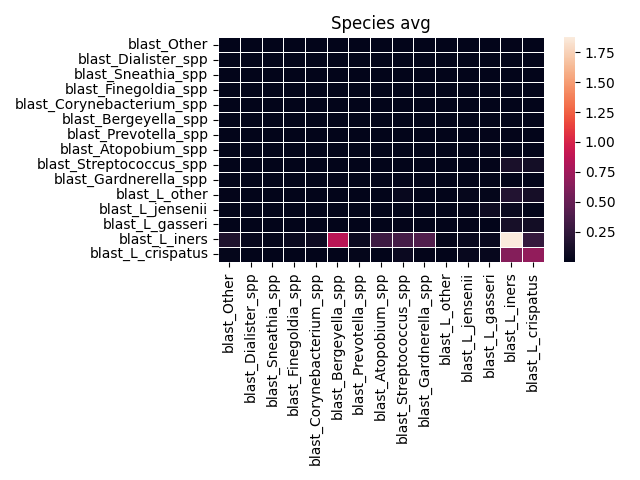 Species avg
blast_Other
blast_Dialister_spp
blast_Sneathia_spp
blast_Finegoldia_spp
blast_Corynebacterium_spp
blast_Bergeyella_spp
blast_Prevotella_spp
blast_Atopobium_spp
blast_Streptococcus_spp
blast_Gardnerella_spp
blast_L_other
blast_L_jensenii
blast_L_gasseri
blast_L_iners
blast_L_crispatus
1.75
1.50
1.25
1.00
0.75
0.50
0.25
blast_Other
blast_Dialister_spp
blast_Sneathia_spp
blast_Finegoldia_spp
blast_Corynebacterium_spp
blast_Bergeyella_spp
blast_Prevotella_spp
blast_Atopobium_spp
blast_Streptococcus_spp
blast_Gardnerella_spp
blast_L_other
blast_L_jensenii
blast_L_gasseri
blast_L_iners
blast_L_crispatus